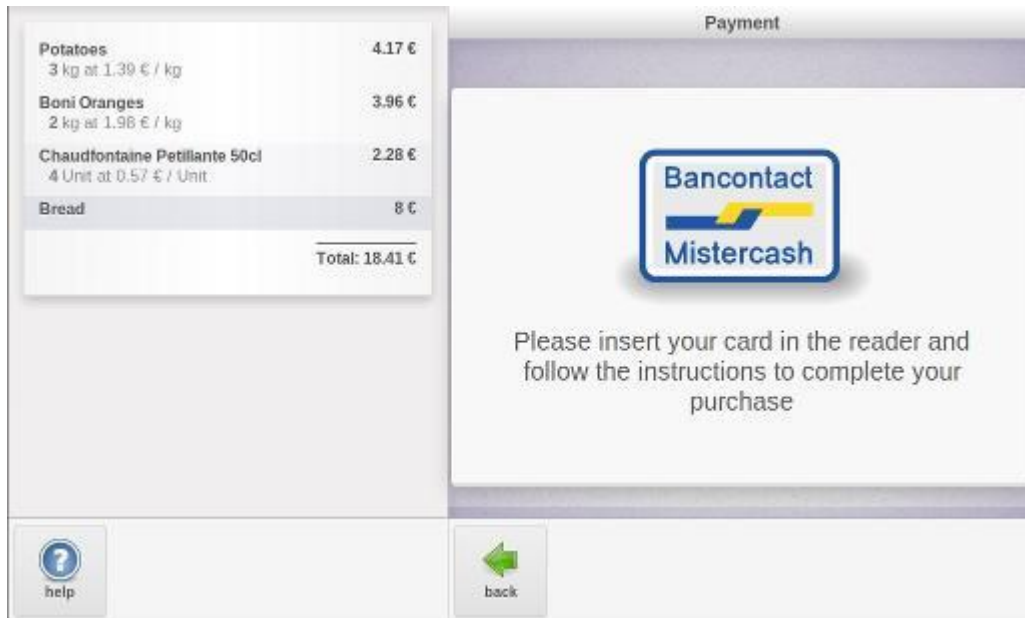 Potatoes 4.17 €
3 kg at 1.39 € / kg
Boni Oranges 3.96 €
2 kg at 1.98 € / kg
Chaudfontaine Petillante 50cl 2.28 €
4 Unit at 0.57 € / Unit
Bread 8 €
Total: 18.41 €
help
Payment
Bancontact
Mistercash
Please insert your card in the reader and
follow the instructions to complete your
purchase
back